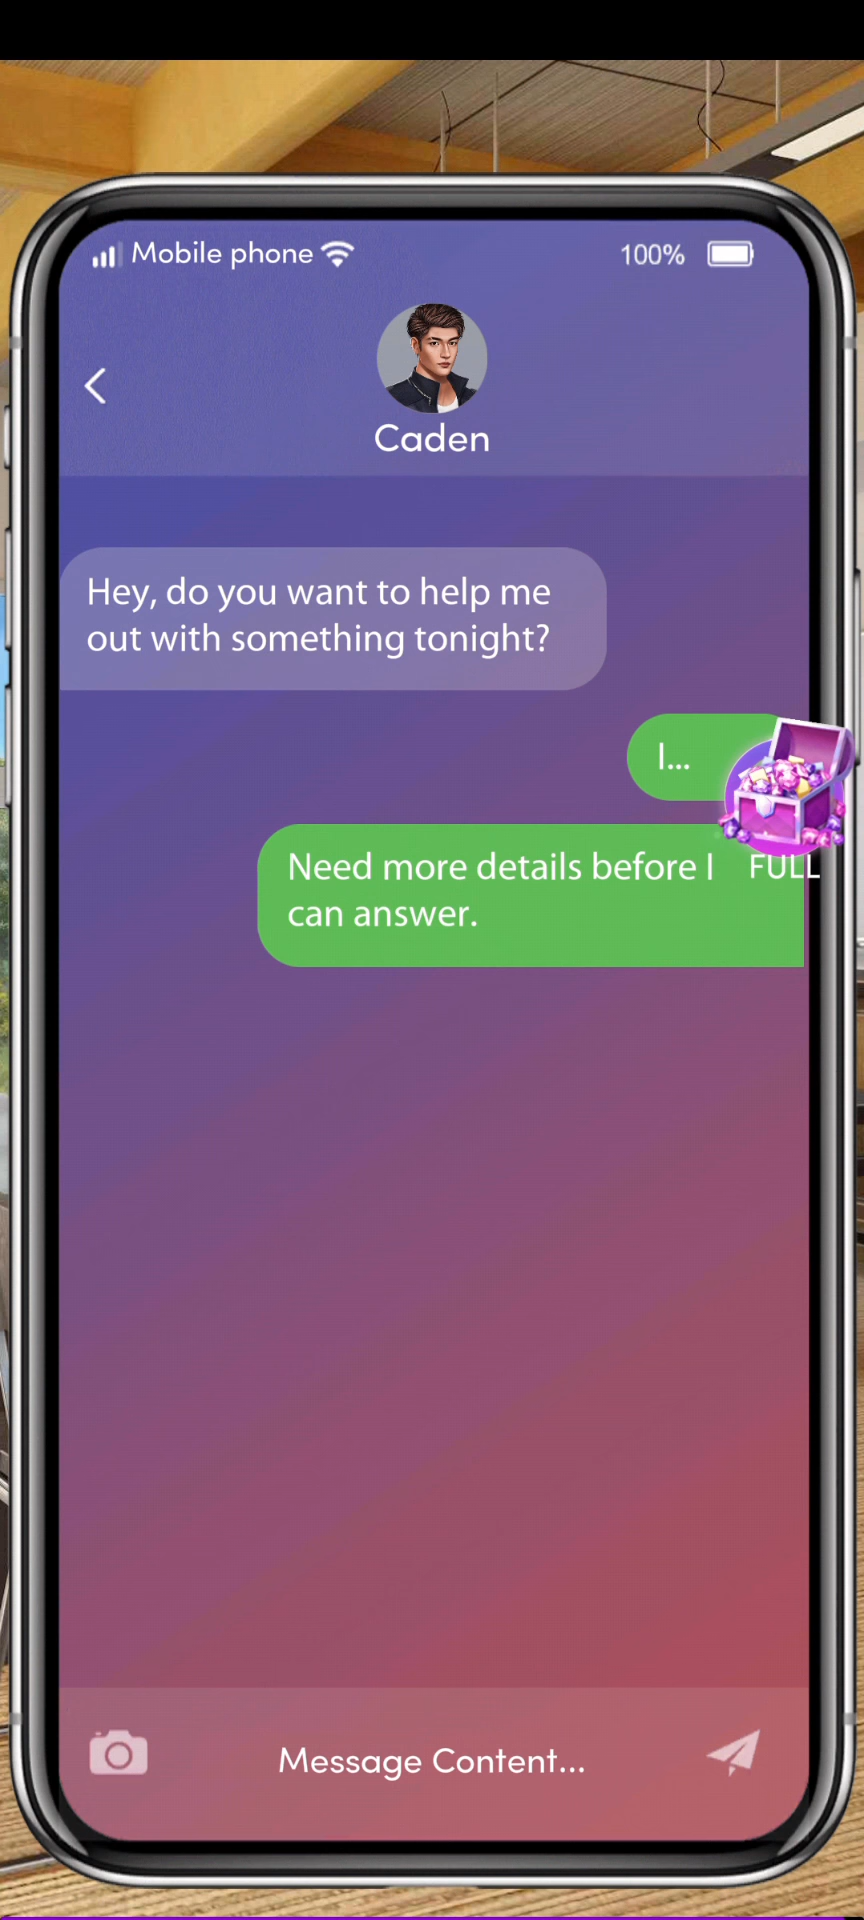 Mobile phone
100%
Caden
Hey, do you want to help me
out with something tonight?
I...
Need more details before I
can answer.
FULL
Message Content...